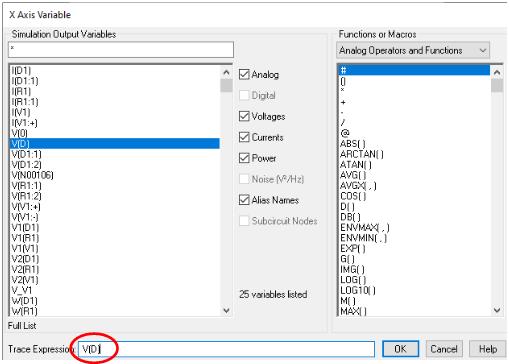 X Axis Variable
Simulation Output Variables
*
I(D1)
I(D1:1)
I(R1)
I(R1:1)
I(V1)
I(V1:+)
V(0)
V(D)
V(D1:1)
V(D1:2)
V(N00106)
V(R1:1)
V(R1:2)
V(V1:+)
V(V1:-)
V1(D1)
V1(R1)
V1(V1)
V2(D1)
V2(R1)
V2(V1)
V_V1
W(D1)
W(R1)
Full List
Analog
Digital
Voltages
Currents
Power
Noise (V²/Hz)
Alias Names
Subcircuit Nodes
25 variables listed
Functions or Macros
Analog Operators and Functions
#
()
*
+
-
/
@
ABS( )
ARCTAN( )
ATAN( )
AVG( )
AVGX( , )
COS( )
D( )
DB( )
ENVMAX( , )
ENVMIN( , )
EXP( )
G( )
IMG( )
LOG( )
LOG10( )
M( )
MAX( )
Trace Expression: V(D)
OK
Cancel
Help